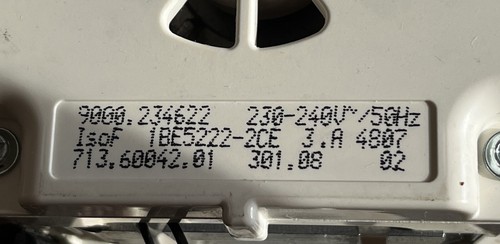 9000.234622 230-240V~/50Hz
IsoF 1BE5222-2CE 3.A 4807
713.60042.01 301.08 02